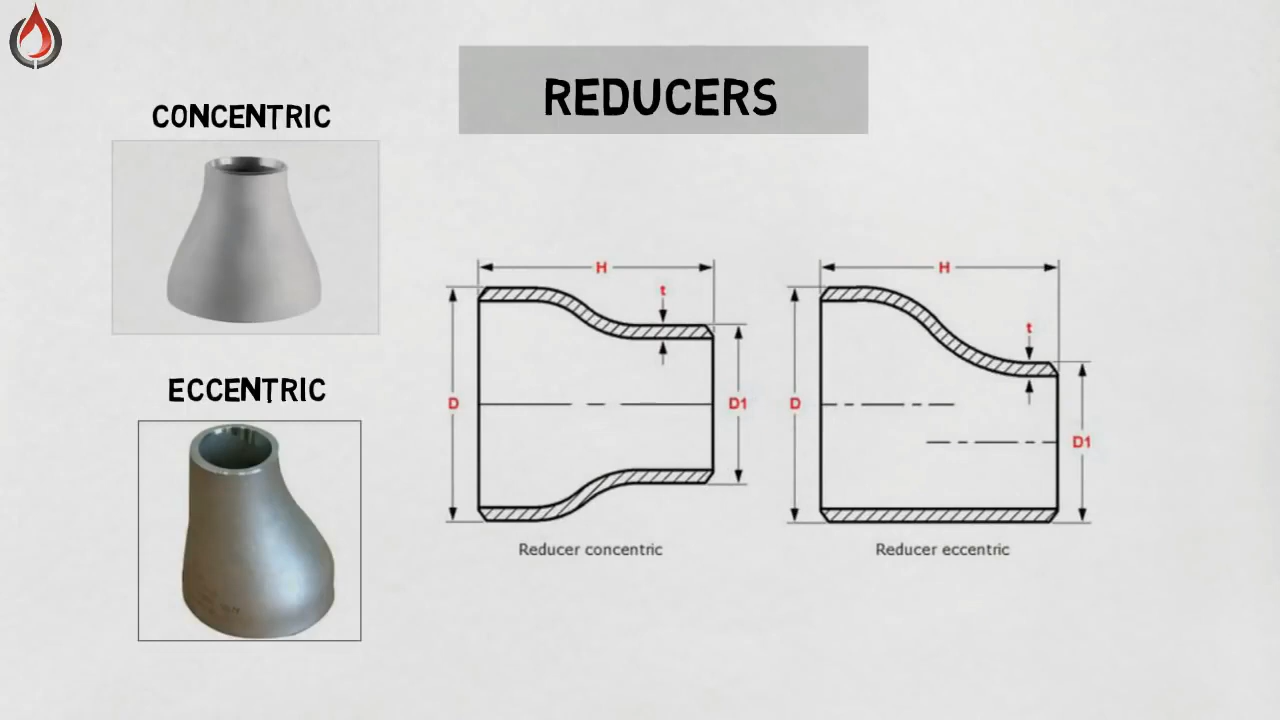 REDUCERS
CONCENTRIC
ECCENTRIC
H
t
D
D1
Reducer concentric
H
t
D
D1
Reducer eccentric